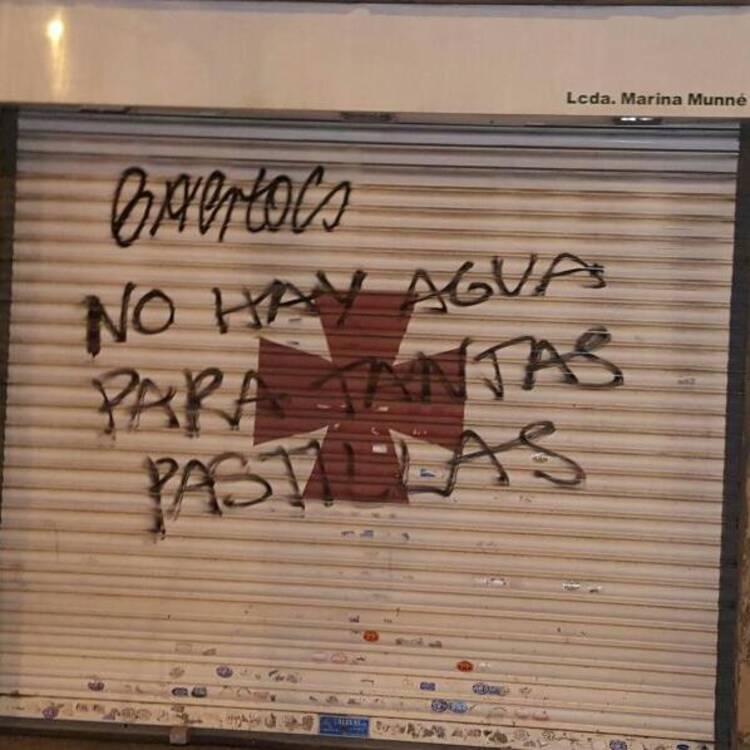 Lcda. Marina Munné
NO HAY AGUA
PARA TANTAS
PASTILLAS